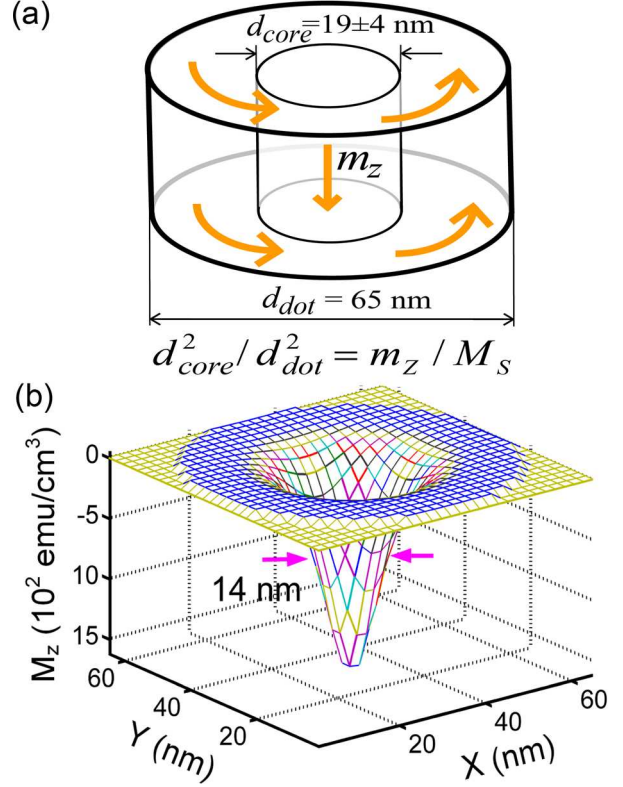 (a)
d_core=19±4 nm
m_z
d_dot = 65 nm
d²_core / d²_dot = m_z / M_S
(b)
M_z (10² emu/cm³)
0
-5
10
15
14 nm
60
40
20
Y (nm)
20
40
60
X (nm)